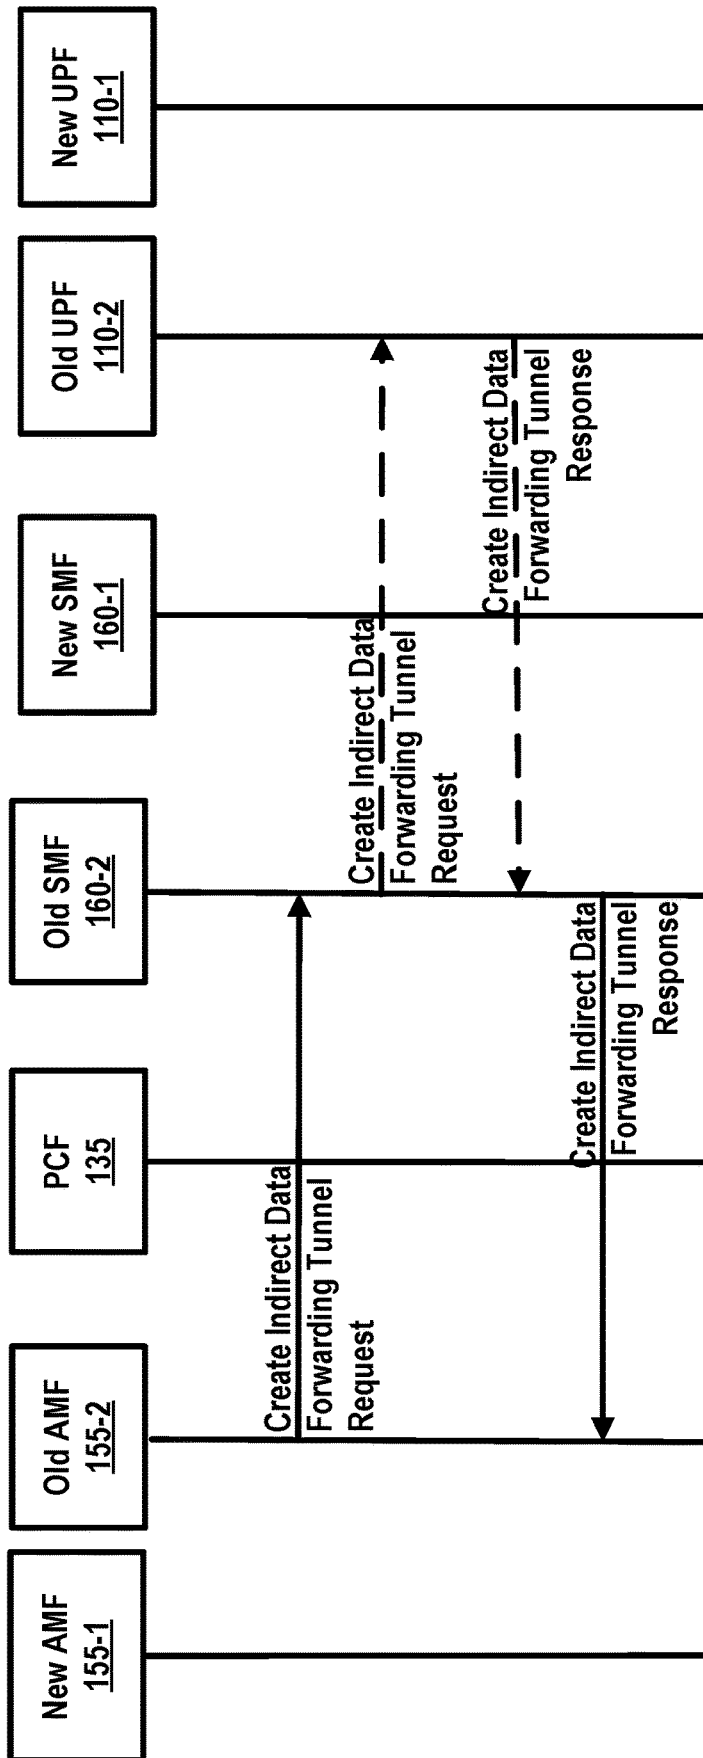 New AMF
155-1
Old AMF
155-2
PCF
135
Old SMF
160-2
New SMF
160-1
Old UPF
110-2
New UPF
110-1
Create Indirect Data
Forwarding Tunnel
Request
Create Indirect Data
Forwarding Tunnel
Request
Create Indirect Data
Forwarding Tunnel
Response
Create Indirect Data
Forwarding Tunnel
Response